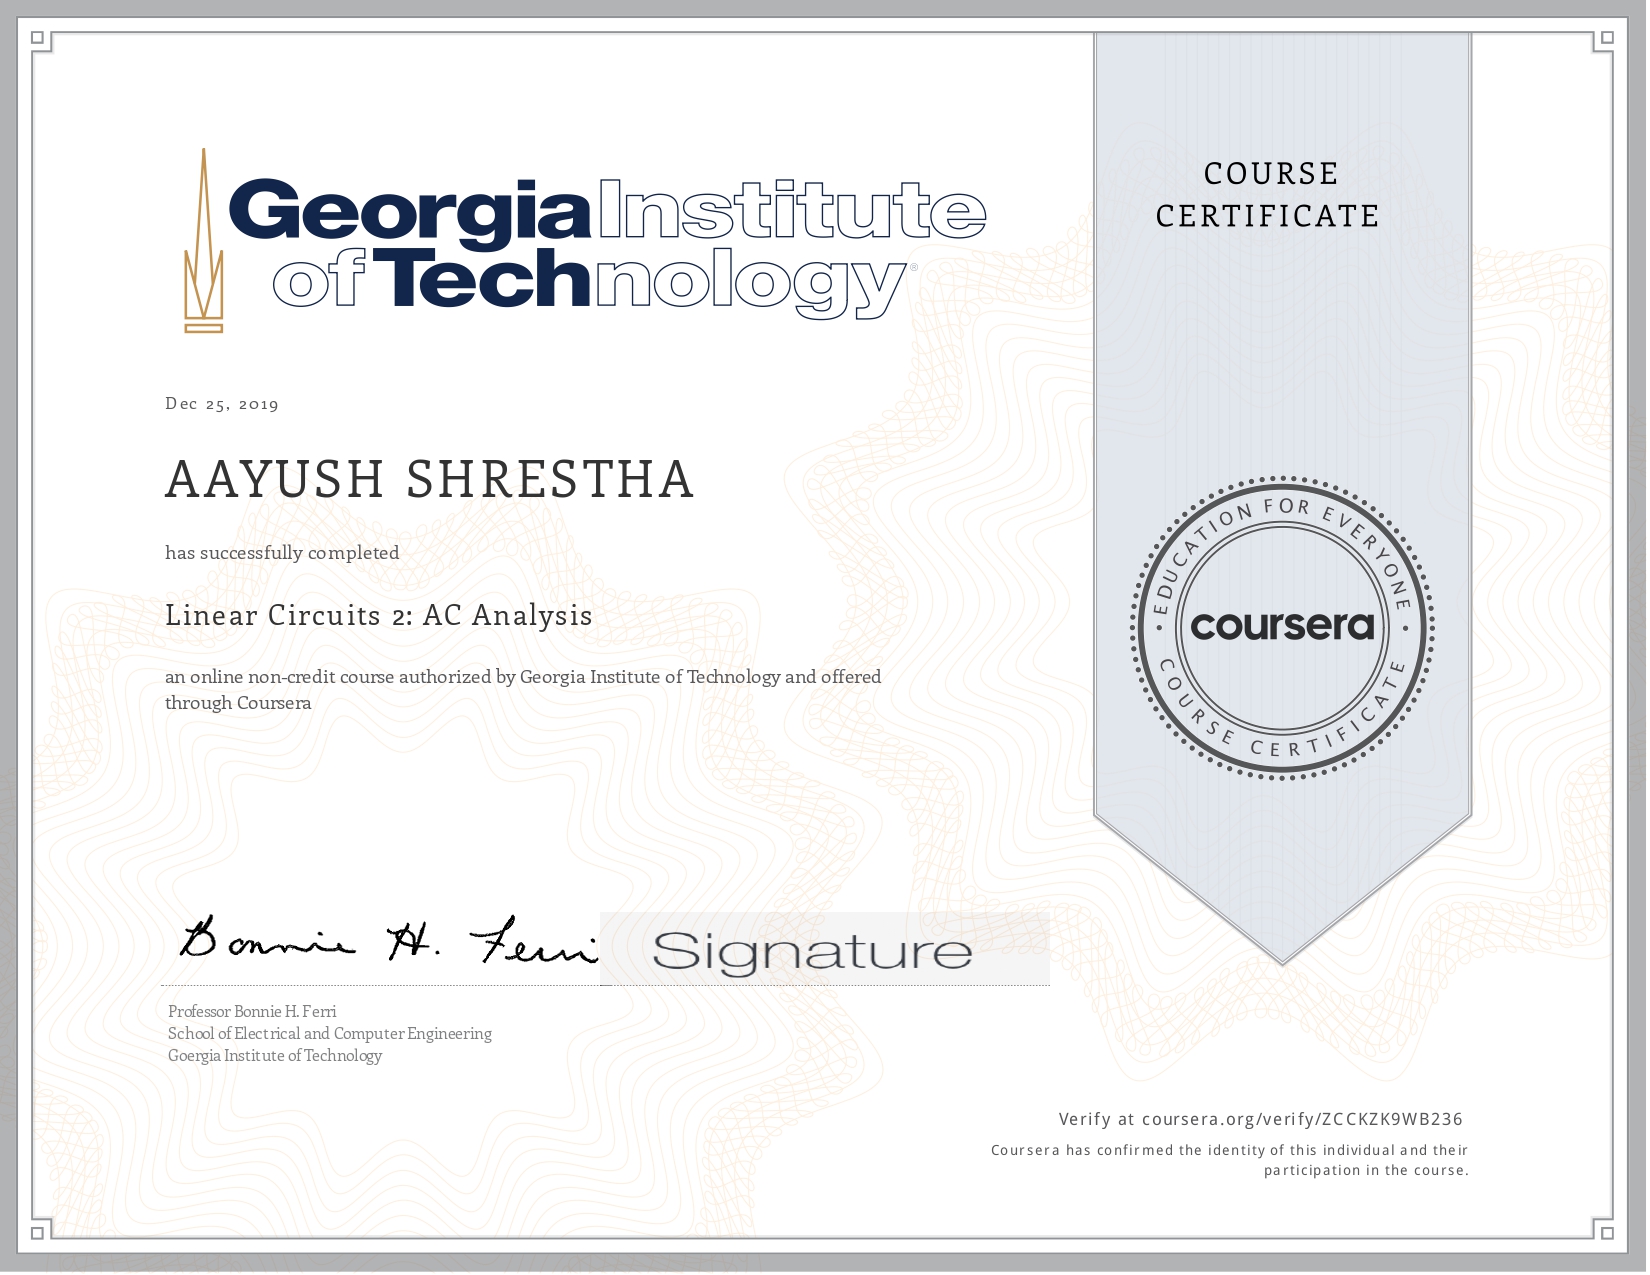 Georgia Institute
of Technology®
COURSE
CERTIFICATE
Dec 25, 2019
AAYUSH SHRESTHA
has successfully completed
Linear Circuits 2: AC Analysis
an online non-credit course authorized by Georgia Institute of Technology and offered
through Coursera
• EDUCATION FOR EVERYONE •
coursera
COURSE CERTIFICATE
Bonnie H. Ferri
Signature
Professor Bonnie H. Ferri
School of Electrical and Computer Engineering
Goergia Institute of Technology
Verify at coursera.org/verify/ZCCKZK9WB236
Coursera has confirmed the identity of this individual and their
participation in the course.